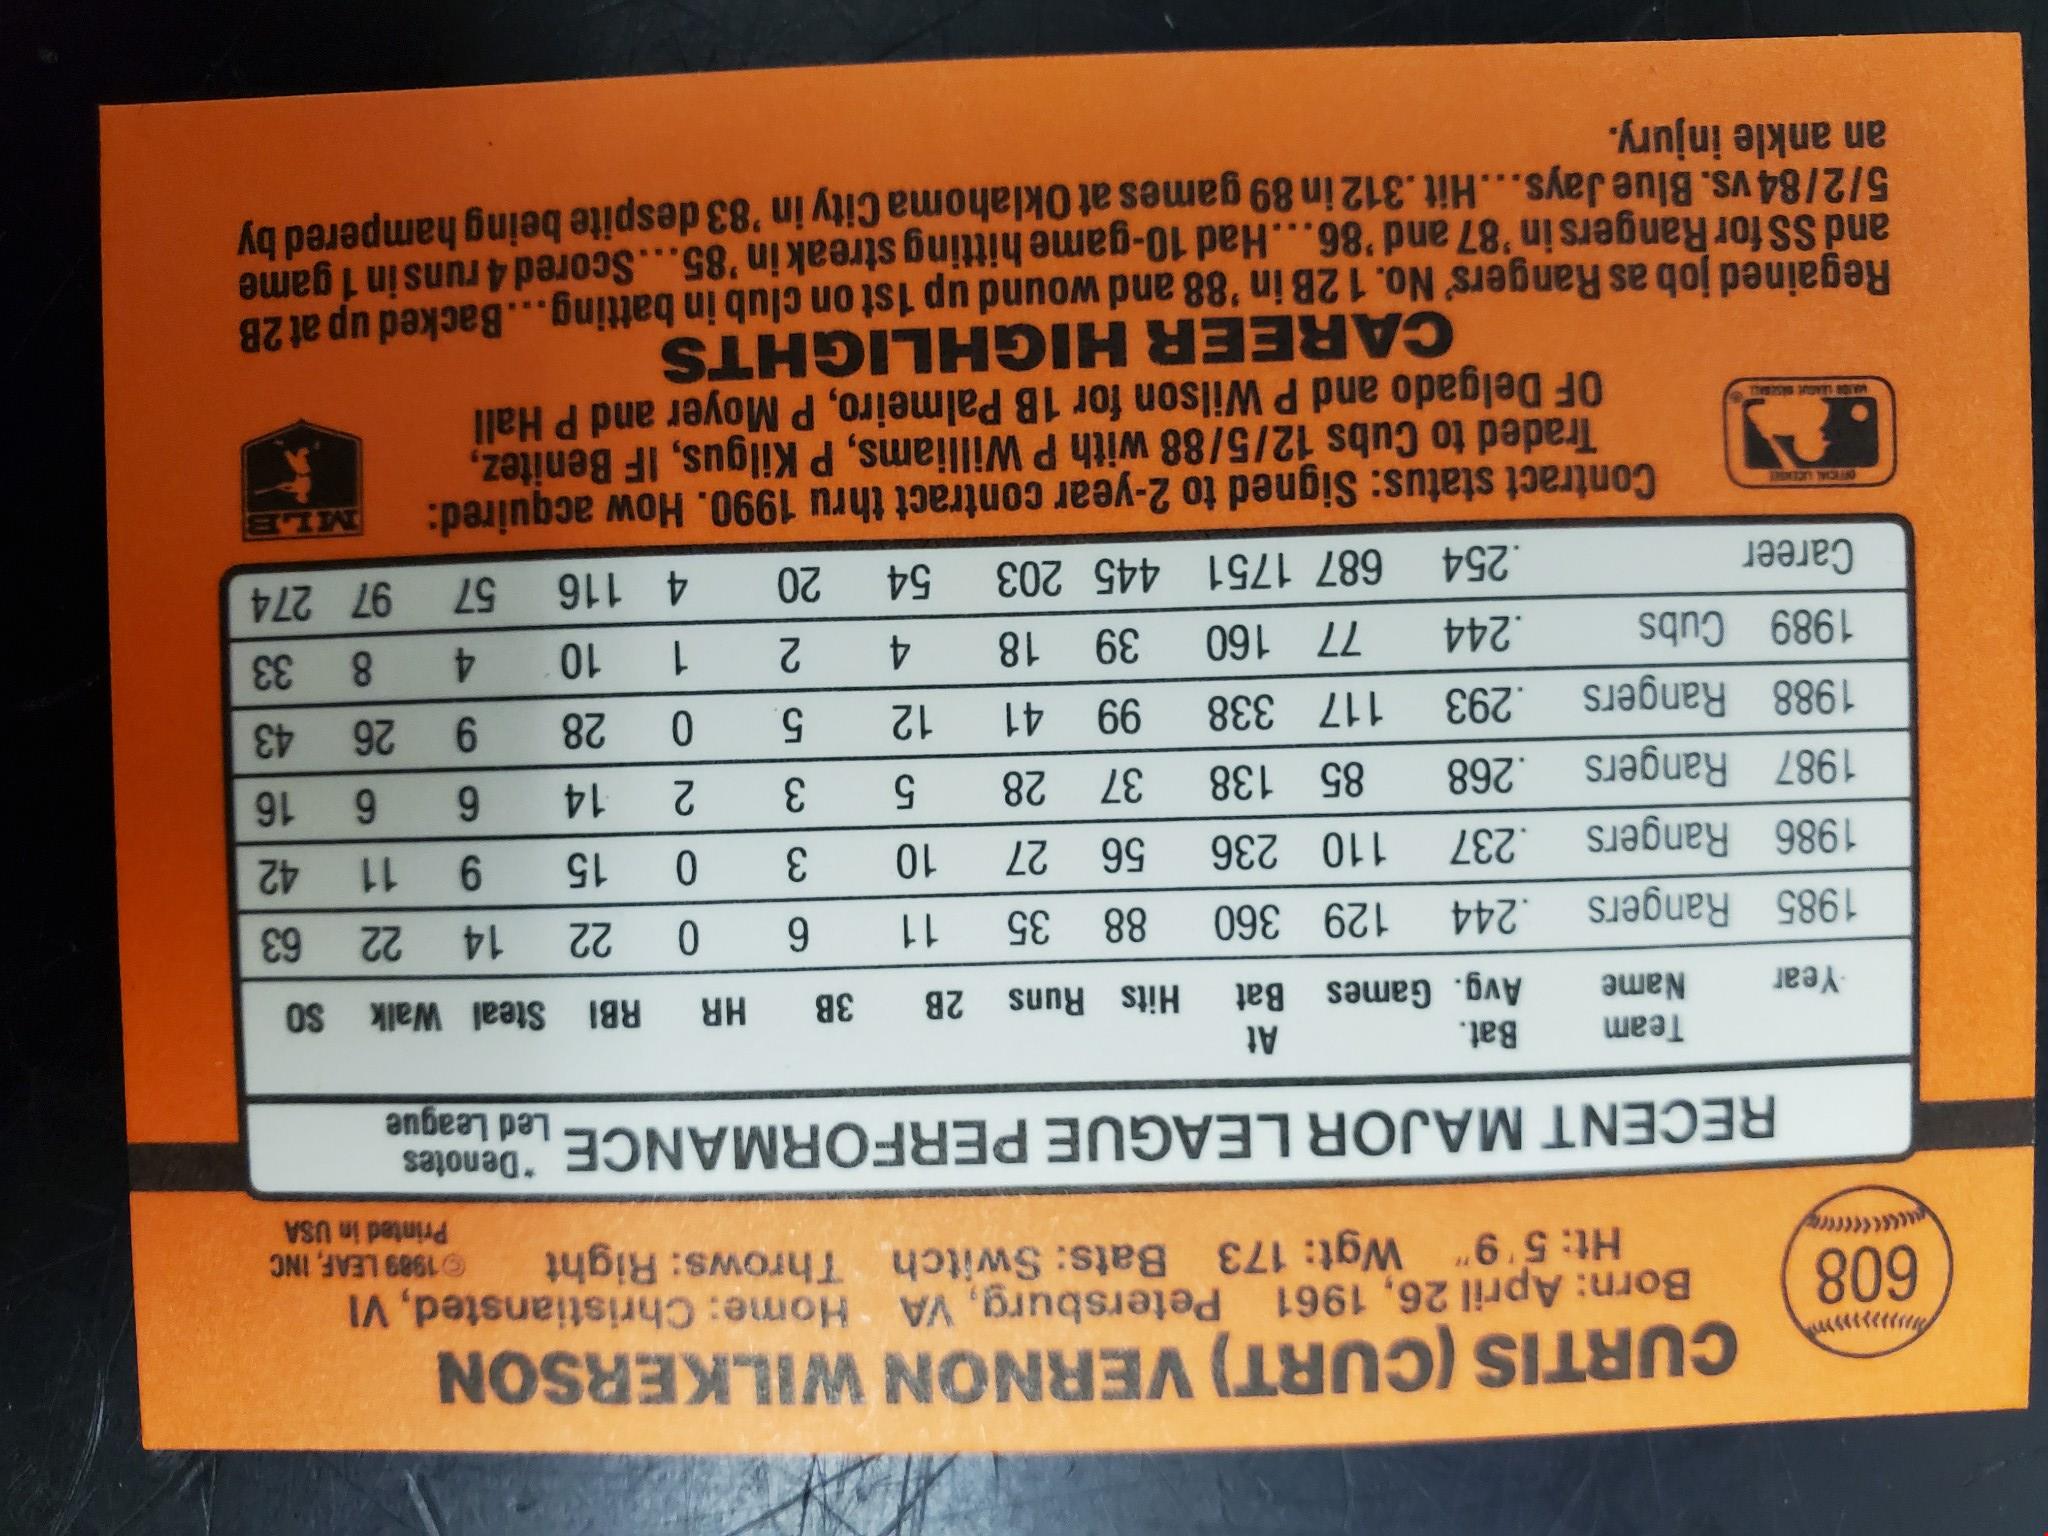 608
CURTIS (CURT) VERNON WILKERSON
Born: April 26, 1961 Petersburg, VA Home: Christiansted, VI
Ht: 5'9" Wgt: 173 Bats: Switch Throws: Right
©1989 LEAF, INC
Printed in USA
RECENT MAJOR LEAGUE PERFORMANCE *Denotes Led League
Year Team Name Bat. Avg. Games At Bat Hits Runs 2B 3B HR RBI Steal Walk SO
1985 Rangers .244 129 360 88 35 11 6 0 22 14 22 63
1986 Rangers .237 110 236 56 27 10 3 0 15 9 11 42
1987 Rangers .268 85 138 37 28 5 3 2 14 6 6 16
1988 Rangers .293 117 338 99 41 12 5 0 28 9 26 43
1989 Cubs .244 77 160 39 18 4 2 1 10 4 8 33
Career .254 687 1751 445 203 54 20 4 116 57 97 274
OFFICIAL LICENSEE
MAJOR LEAGUE BASEBALL
Contract status: Signed to 2-year contract thru 1990. How acquired:
Traded to Cubs 12/5/88 with P Williams, P Kilgus, IF Benitez,
OF Delgado and P Wilson for 1B Palmeiro, P Moyer and P Hall
MLB
CAREER HIGHLIGHTS
Regained job as Rangers' No. 1 2B in '88 and wound up 1st on club in batting...Backed up at 2B
and SS for Rangers in '87 and '86...Had 10-game hitting streak in '85...Scored 4 runs in 1 game
5/2/84 vs. Blue Jays...Hit .312 in 89 games at Oklahoma City in '83 despite being hampered by
an ankle injury.